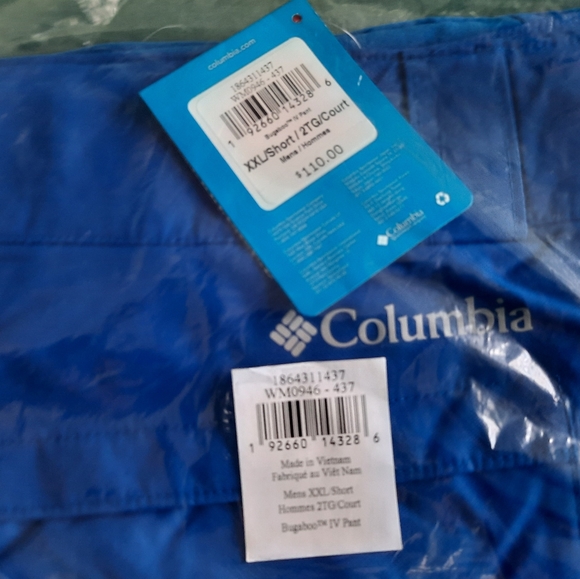 columbia.com
1864311437
WM0946 - 437
1 92660 14328 6
Bugaboo™ IV Pant
XXL/Short / 2TG/Court
Mens / Hommes
$110.00
Columbia
Columbia
1864311437
WM0946 - 437
1 92660 14328 6
Made in Vietnam
Fabriqué au Viêt Nam
Mens XXL/Short
Hommes 2TG/Court
Bugaboo™ IV Pant